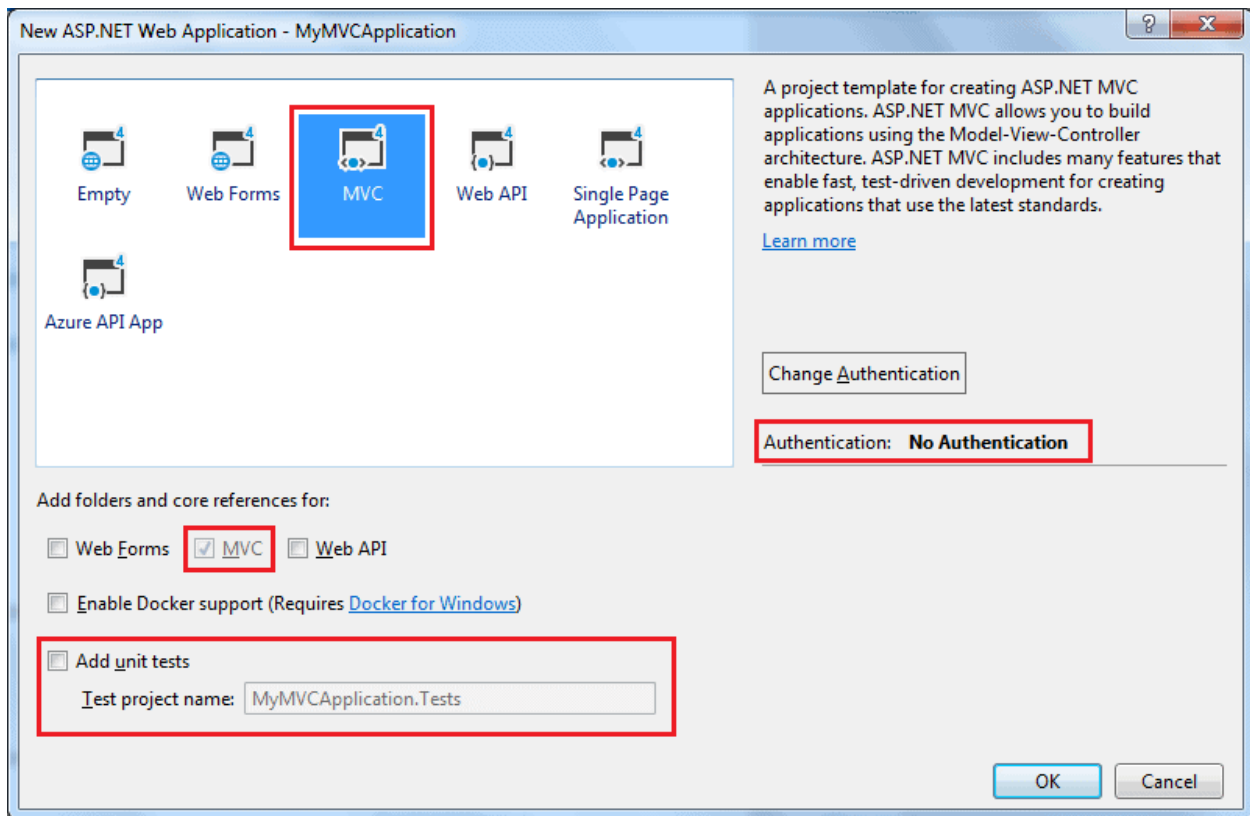 New ASP.NET Web Application - MyMVCApplication
4 4 4 4 4
Empty Web Forms MVC Web API Single Page
Application
4
Azure API App
A project template for creating ASP.NET MVC
applications. ASP.NET MVC allows you to build
applications using the Model-View-Controller
architecture. ASP.NET MVC includes many features that
enable fast, test-driven development for creating
applications that use the latest standards.
Learn more
Change Authentication
Authentication: No Authentication
Add folders and core references for:
Web Forms MVC Web API
Enable Docker support (Requires Docker for Windows)
Add unit tests
Test project name: MyMVCApplication.Tests
OK Cancel